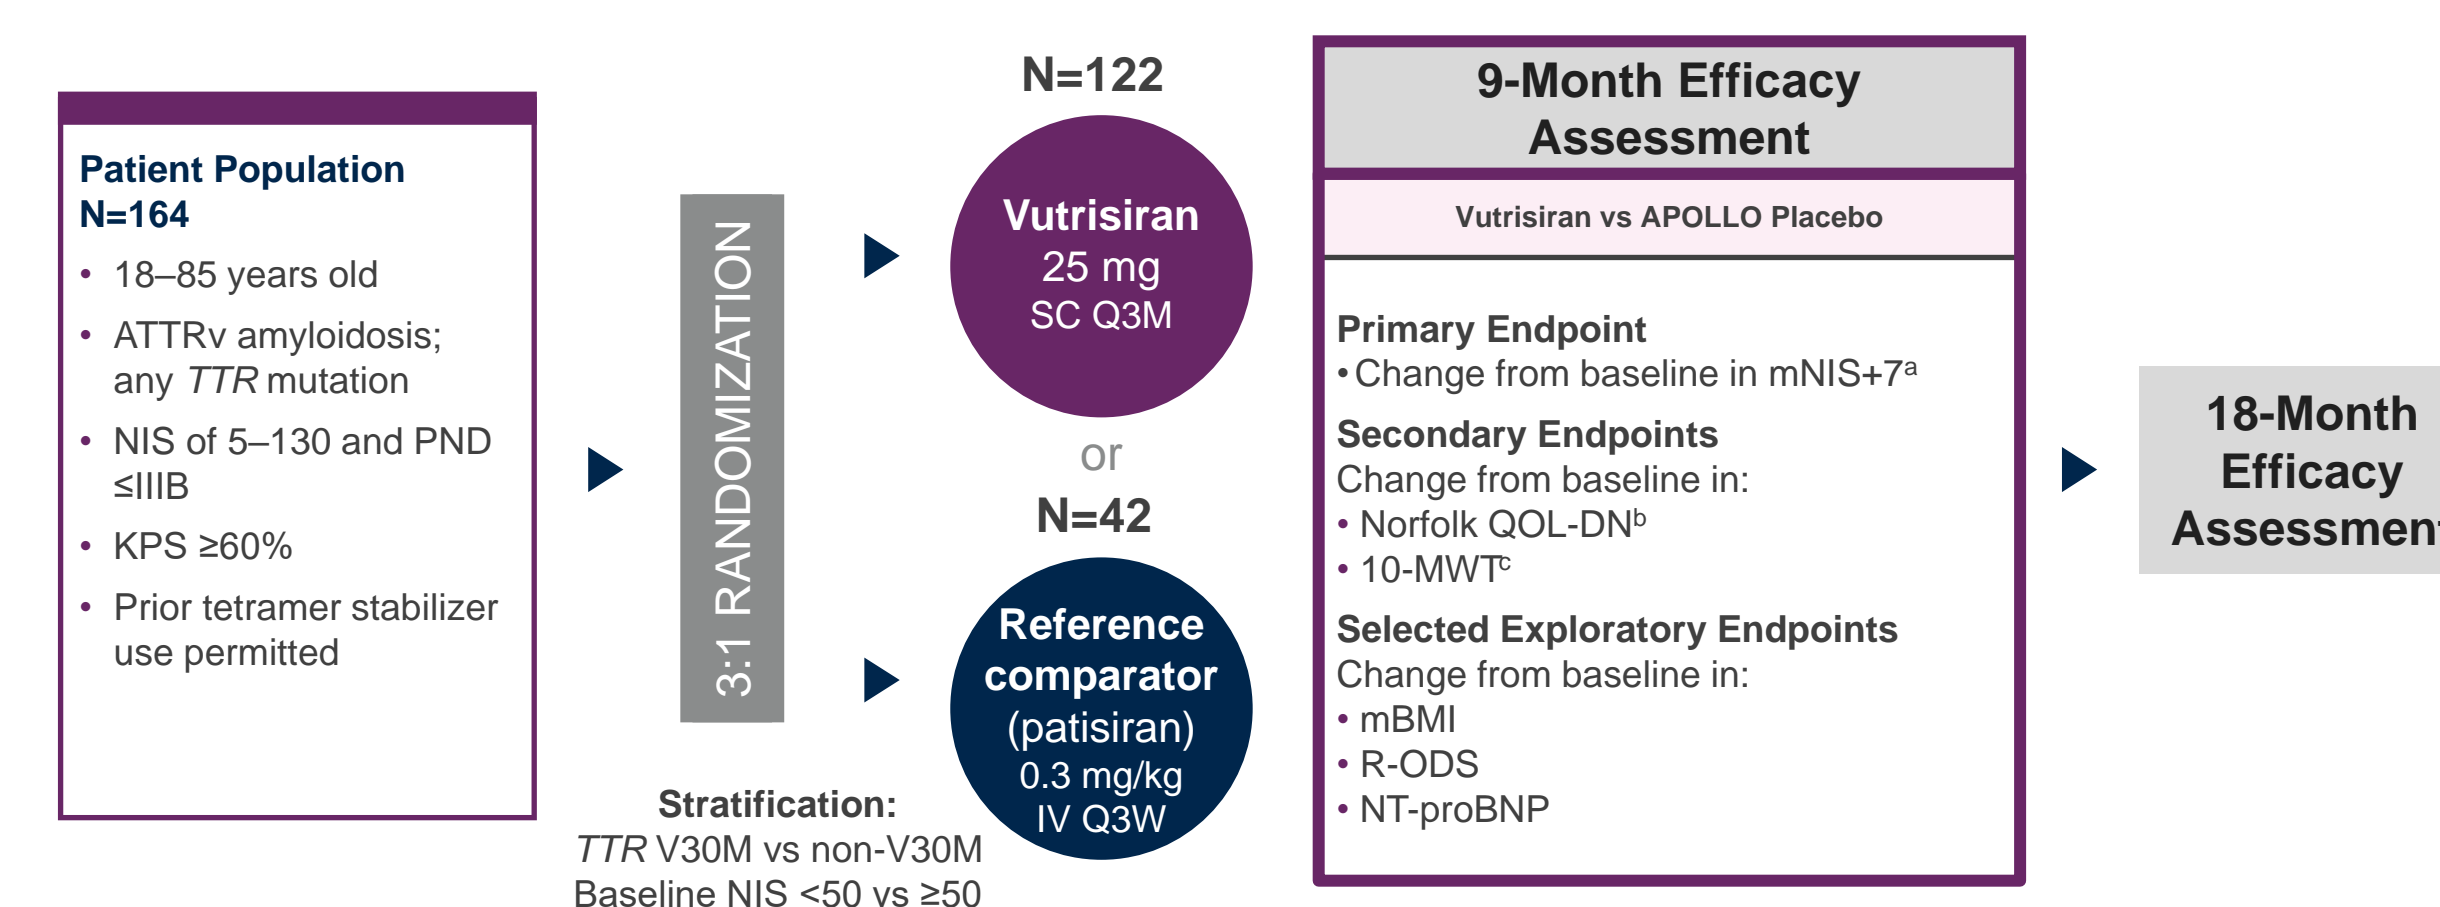 Patient Population
N=164
• 18–85 years old
• ATTRv amyloidosis;
any TTR mutation
• NIS of 5–130 and PND
≤IIIB
• KPS ≥60%
• Prior tetramer stabilizer
use permitted
3:1 RANDOMIZATION
Stratification:
TTR V30M vs non-V30M
Baseline NIS <50 vs ≥50
N=122
Vutrisiran
25 mg
SC Q3M
or
N=42
Reference
comparator
(patisiran)
0.3 mg/kg
IV Q3W
9-Month Efficacy
Assessment
Vutrisiran vs APOLLO Placebo
Primary Endpoint
• Change from baseline in mNIS+7ᵃ
Secondary Endpoints
Change from baseline in:
• Norfolk QOL-DNᵇ
• 10-MWTᶜ
Selected Exploratory Endpoints
Change from baseline in:
• mBMI
• R-ODS
• NT-proBNP
18-Month
Efficacy
Assessment